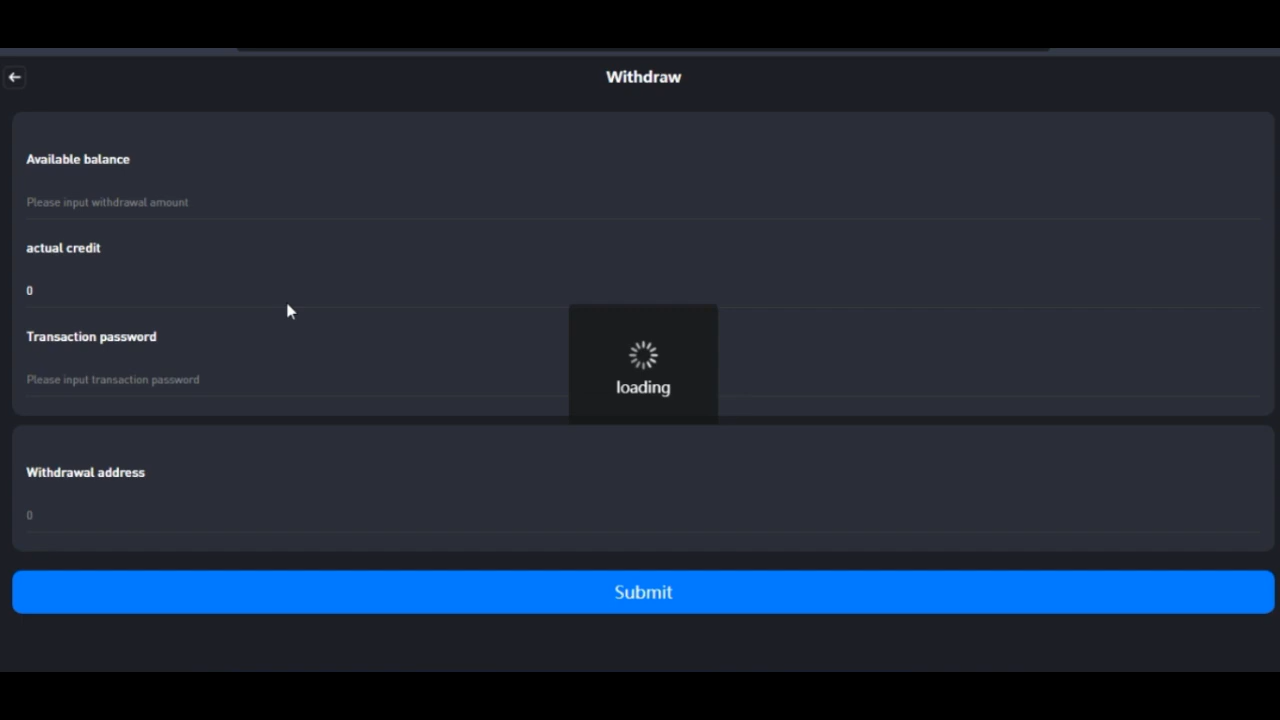 Withdraw
Available balance
Please input withdrawal amount
actual credit
0
Transaction password
Please input transaction password
loading
Withdrawal address
0
Submit